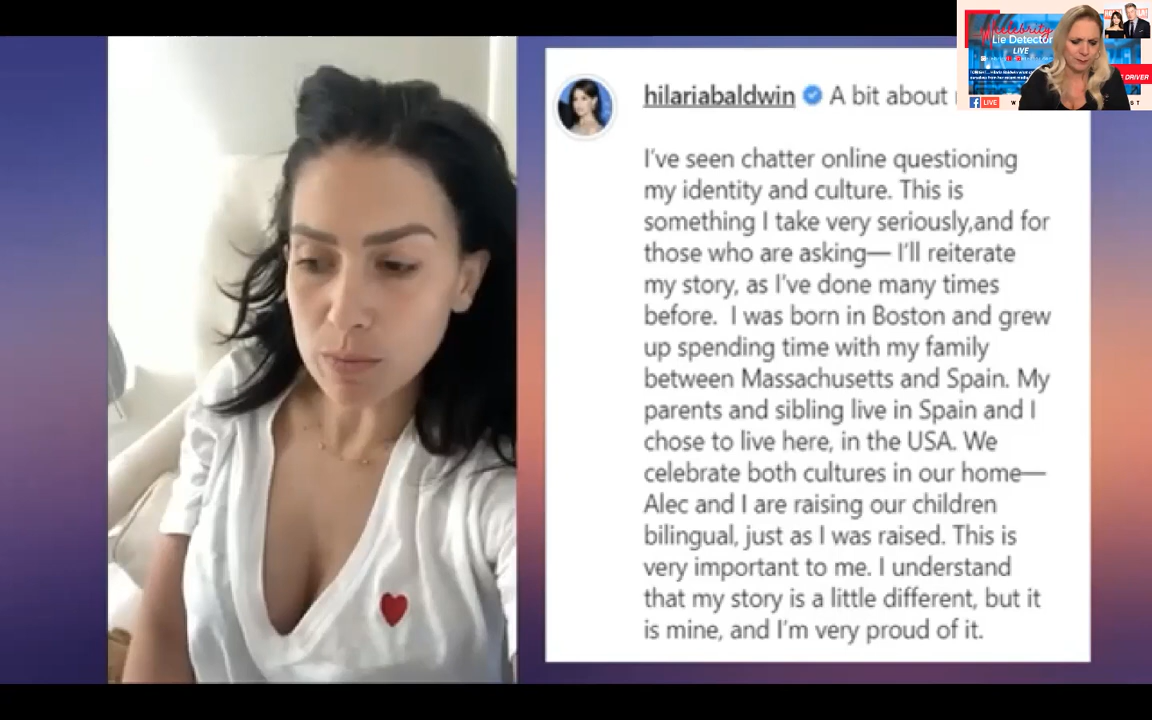 hilariabaldwin A bit about
I've seen chatter online questioning
my identity and culture. This is
something I take very seriously,and for
those who are asking— I'll reiterate
my story, as I've done many times
before. I was born in Boston and grew
up spending time with my family
between Massachusetts and Spain. My
parents and sibling live in Spain and I
chose to live here, in the USA. We
celebrate both cultures in our home—
Alec and I are raising our children
bilingual, just as I was raised. This is
very important to me. I understand
that my story is a little different, but it
is mine, and I'm very proud of it.
Celebrity
Lie Detector
LIVE
E DRIVER
LIVE